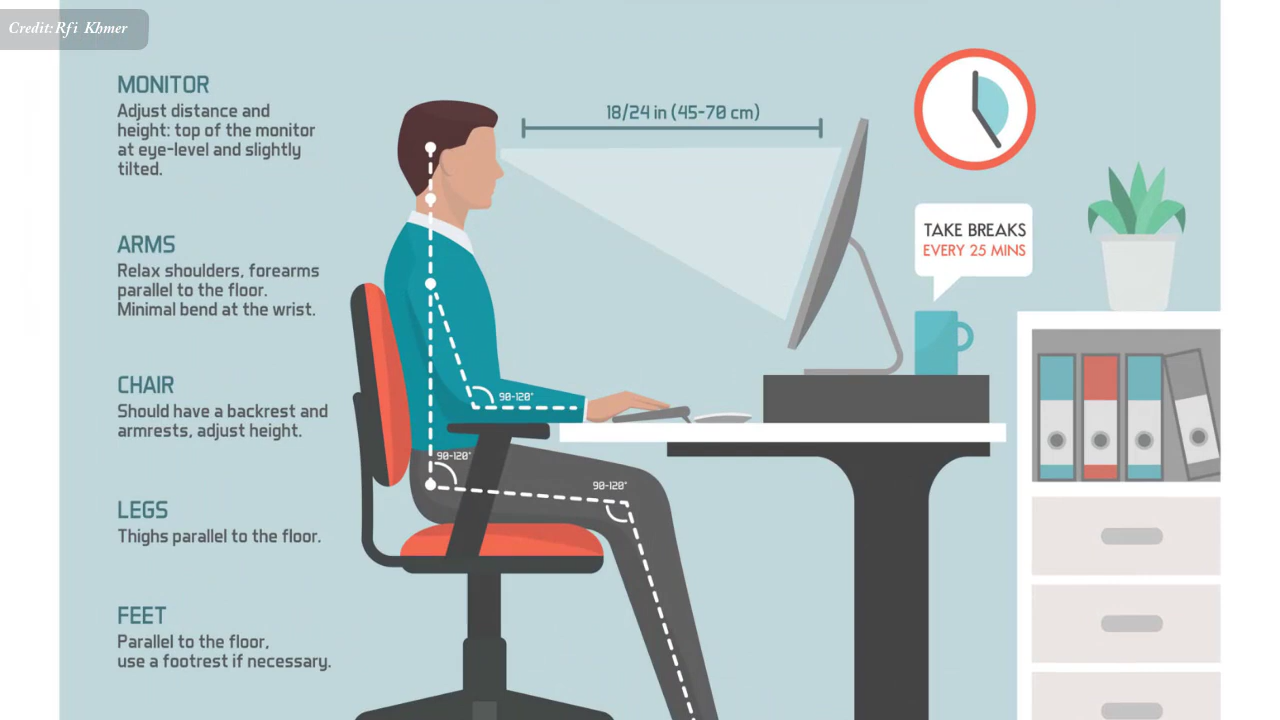 Credit:Rfi Khmer
MONITOR
Adjust distance and
height: top of the monitor
at eye-level and slightly
tilted.
ARMS
Relax shoulders, forearms
parallel to the floor.
Minimal bend at the wrist.
CHAIR
Should have a backrest and
armrests, adjust height.
LEGS
Thighs parallel to the floor.
FEET
Parallel to the floor,
use a footrest if necessary.
18/24 in (45-70 cm)
90-120°
90-120°
90-120°
TAKE BREAKS
EVERY 25 MINS